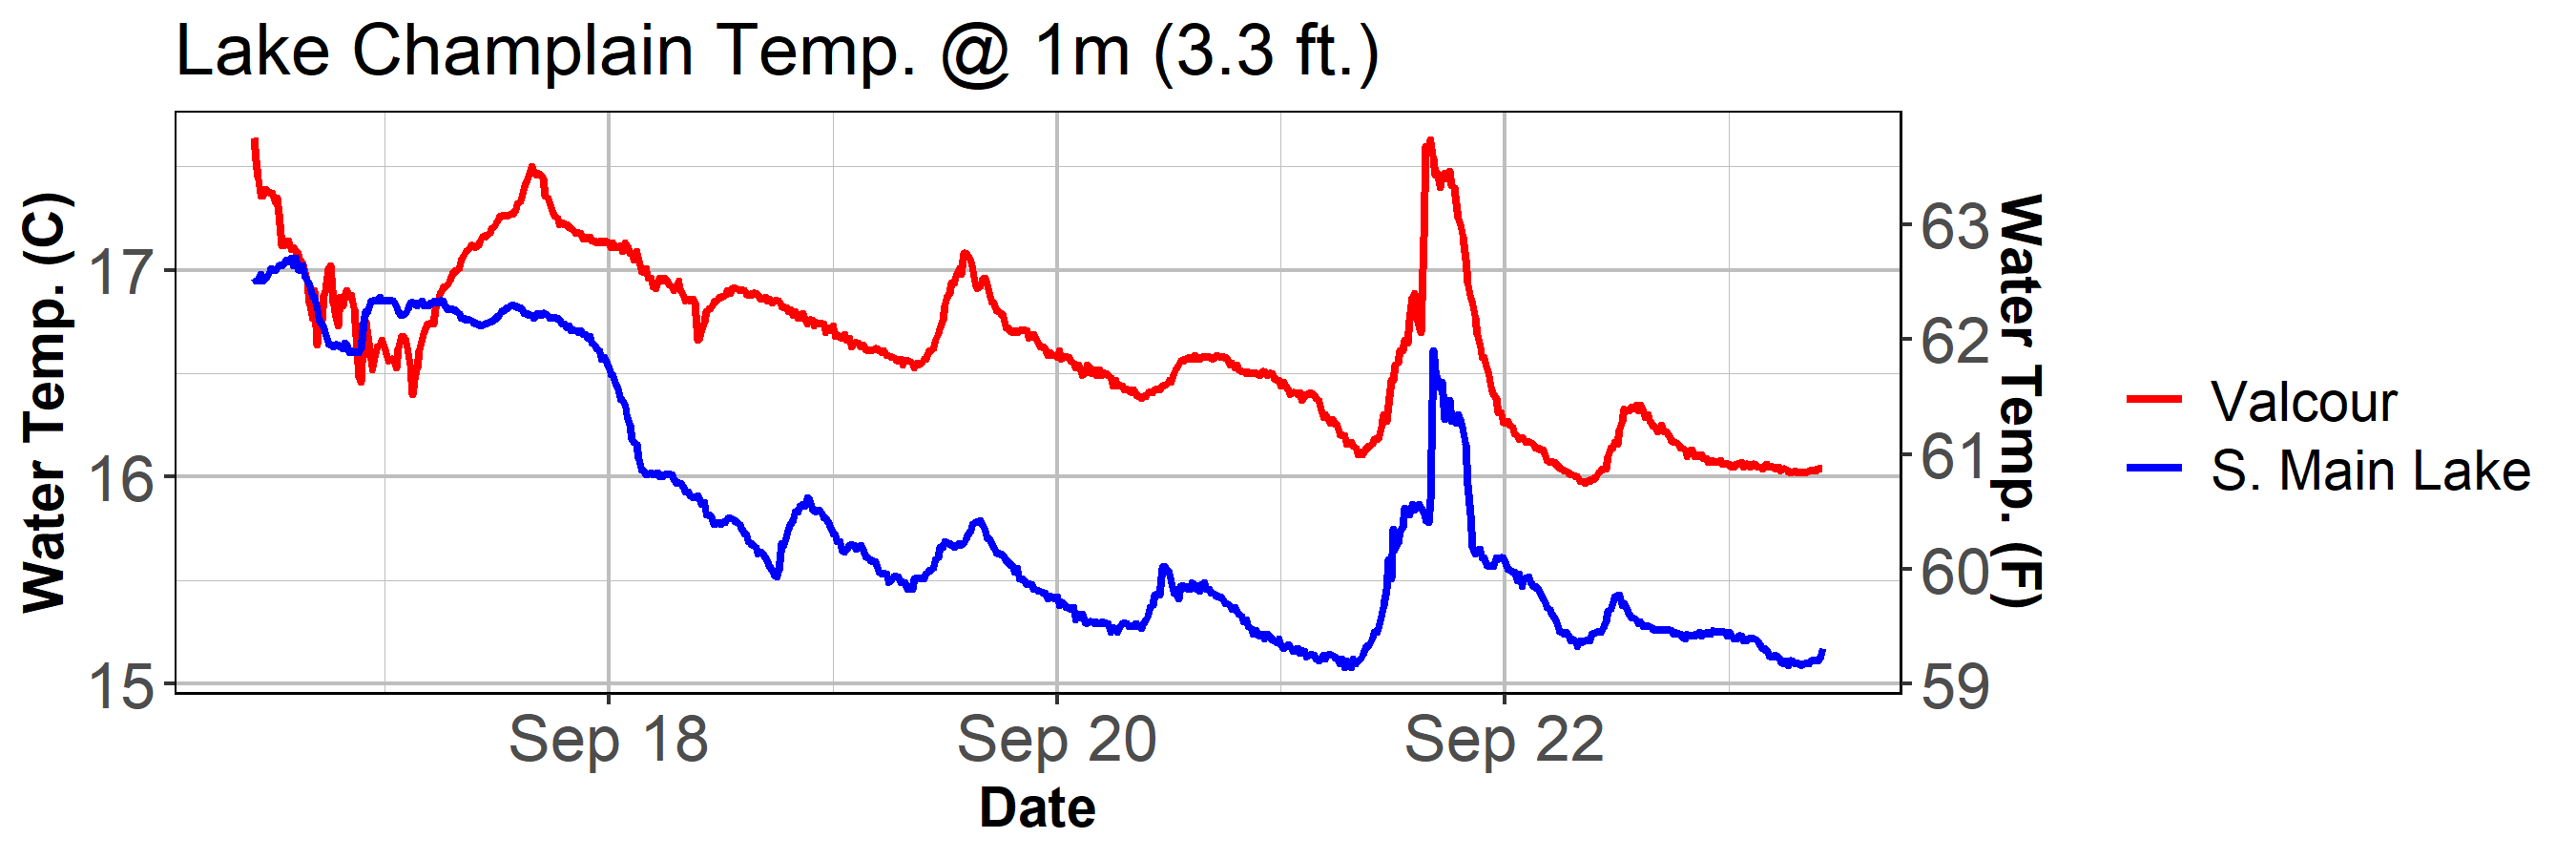 Lake Champlain Temp. @ 1m (3.3 ft.)
Water Temp. (C)
17
16
15
63
62
61
60
59
Water Temp. (F)
Sep 18
Sep 20
Sep 22
Date
Valcour
S. Main Lake